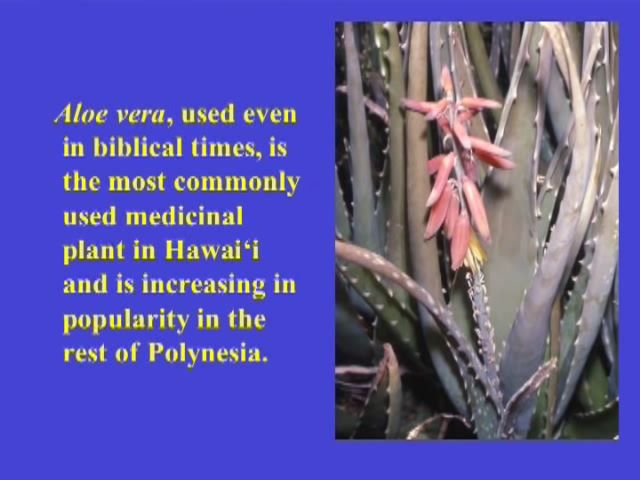 Aloe vera, used even
in biblical times, is
the most commonly
used medicinal
plant in Hawai‘i
and is increasing in
popularity in the
rest of Polynesia.